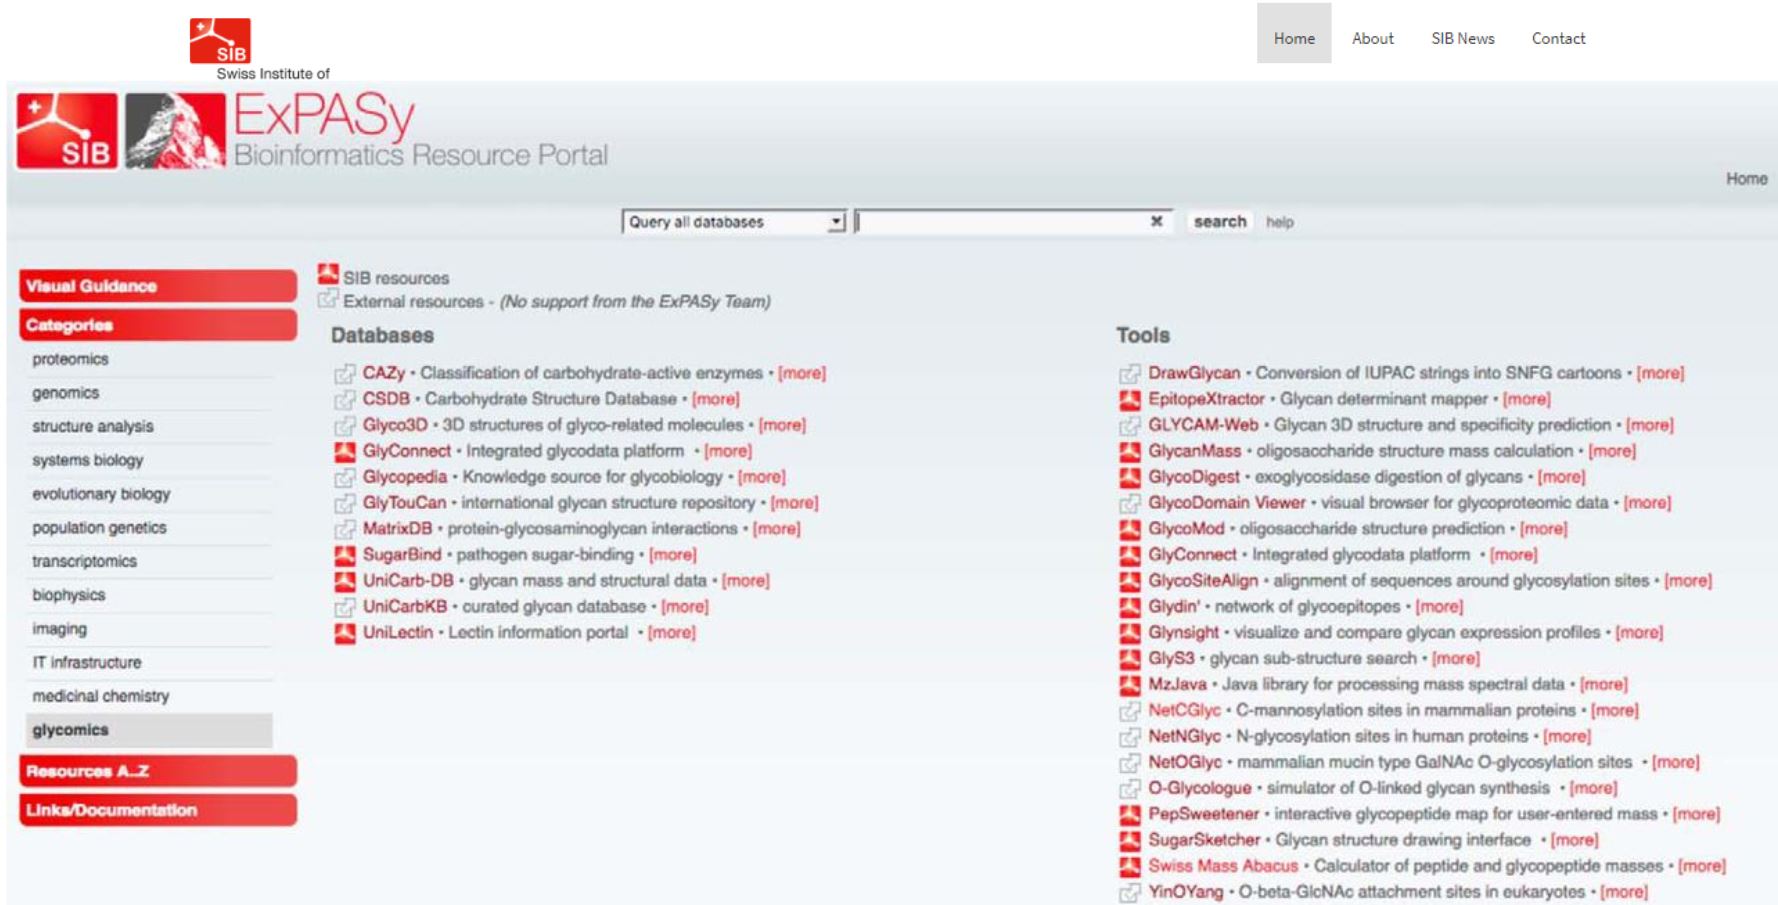 SIB
Swiss Institute of
Home About SIB News Contact
SIB
ExPASy
Bioinformatics Resource Portal
Home
Query all databases
search help
Visual Guidance
Categories
proteomics
genomics
structure analysis
systems biology
evolutionary biology
population genetics
transcriptomics
biophysics
imaging
IT infrastructure
medicinal chemistry
glycomics
Resources A..Z
Links/Documentation
SIB resources
External resources - (No support from the ExPASy Team)
Databases
CAZy • Classification of carbohydrate-active enzymes • [more]
CSDB • Carbohydrate Structure Database • [more]
Glyco3D • 3D structures of glyco-related molecules • [more]
GlyConnect • Integrated glycodata platform • [more]
Glycopedia • Knowledge source for glycobiology • [more]
GlyTouCan • international glycan structure repository • [more]
MatrixDB • protein-glycosaminoglycan interactions • [more]
SugarBind • pathogen sugar-binding • [more]
UniCarb-DB • glycan mass and structural data • [more]
UniCarbKB • curated glycan database • [more]
UniLectin • Lectin information portal • [more]
Tools
DrawGlycan • Conversion of IUPAC strings into SNFG cartoons • [more]
EpitopeXtractor • Glycan determinant mapper • [more]
GLYCAM-Web • Glycan 3D structure and specificity prediction • [more]
GlycanMass • oligosaccharide structure mass calculation • [more]
GlycoDigest • exoglycosidase digestion of glycans • [more]
GlycoDomain Viewer • visual browser for glycoproteomic data • [more]
GlycoMod • oligosaccharide structure prediction • [more]
GlyConnect • Integrated glycodata platform • [more]
GlycoSiteAlign • alignment of sequences around glycosylation sites • [more]
Glydin' • network of glycoepitopes • [more]
Glynsight • visualize and compare glycan expression profiles • [more]
GlyS3 • glycan sub-structure search • [more]
MzJava • Java library for processing mass spectral data • [more]
NetCGlyc • C-mannosylation sites in mammalian proteins • [more]
NetNGlyc • N-glycosylation sites in human proteins • [more]
NetOGlyc • mammalian mucin type GalNAc O-glycosylation sites • [more]
O-Glycologue • simulator of O-linked glycan synthesis • [more]
PepSweetener • interactive glycopeptide map for user-entered mass • [more]
SugarSketcher • Glycan structure drawing interface • [more]
Swiss Mass Abacus • Calculator of peptide and glycopeptide masses • [more]
YinOYang • O-beta-GlcNAc attachment sites in eukaryotes • [more]